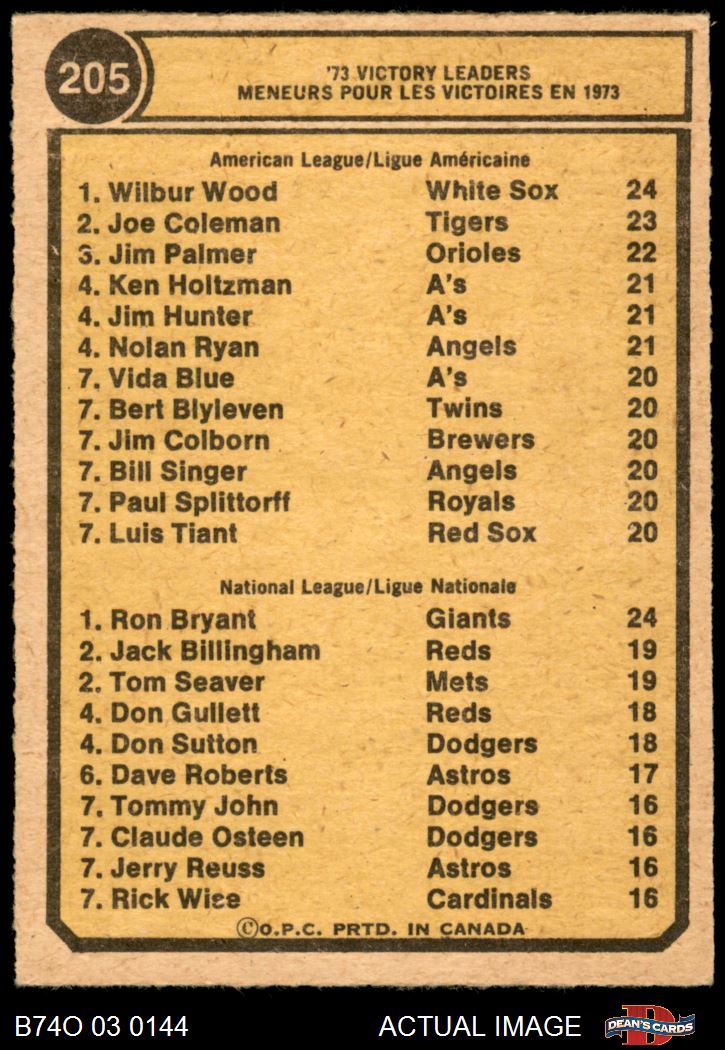 205
'73 VICTORY LEADERS
MENEURS POUR LES VICTOIRES EN 1973
American League/Ligue Américaine
1. Wilbur Wood White Sox 24
2. Joe Coleman Tigers 23
3. Jim Palmer Orioles 22
4. Ken Holtzman A's 21
4. Jim Hunter A's 21
4. Nolan Ryan Angels 21
7. Vida Blue A's 20
7. Bert Blyleven Twins 20
7. Jim Colborn Brewers 20
7. Bill Singer Angels 20
7. Paul Splittorff Royals 20
7. Luis Tiant Red Sox 20
National League/Ligue Nationale
1. Ron Bryant Giants 24
2. Jack Billingham Reds 19
2. Tom Seaver Mets 19
4. Don Gullett Reds 18
4. Don Sutton Dodgers 18
6. Dave Roberts Astros 17
7. Tommy John Dodgers 16
7. Claude Osteen Dodgers 16
7. Jerry Reuss Astros 16
7. Rick Wise Cardinals 16
©O.P.C. PRTD. IN CANADA
B74O 03 0144 ACTUAL IMAGE
D
DEAN'S CARDS